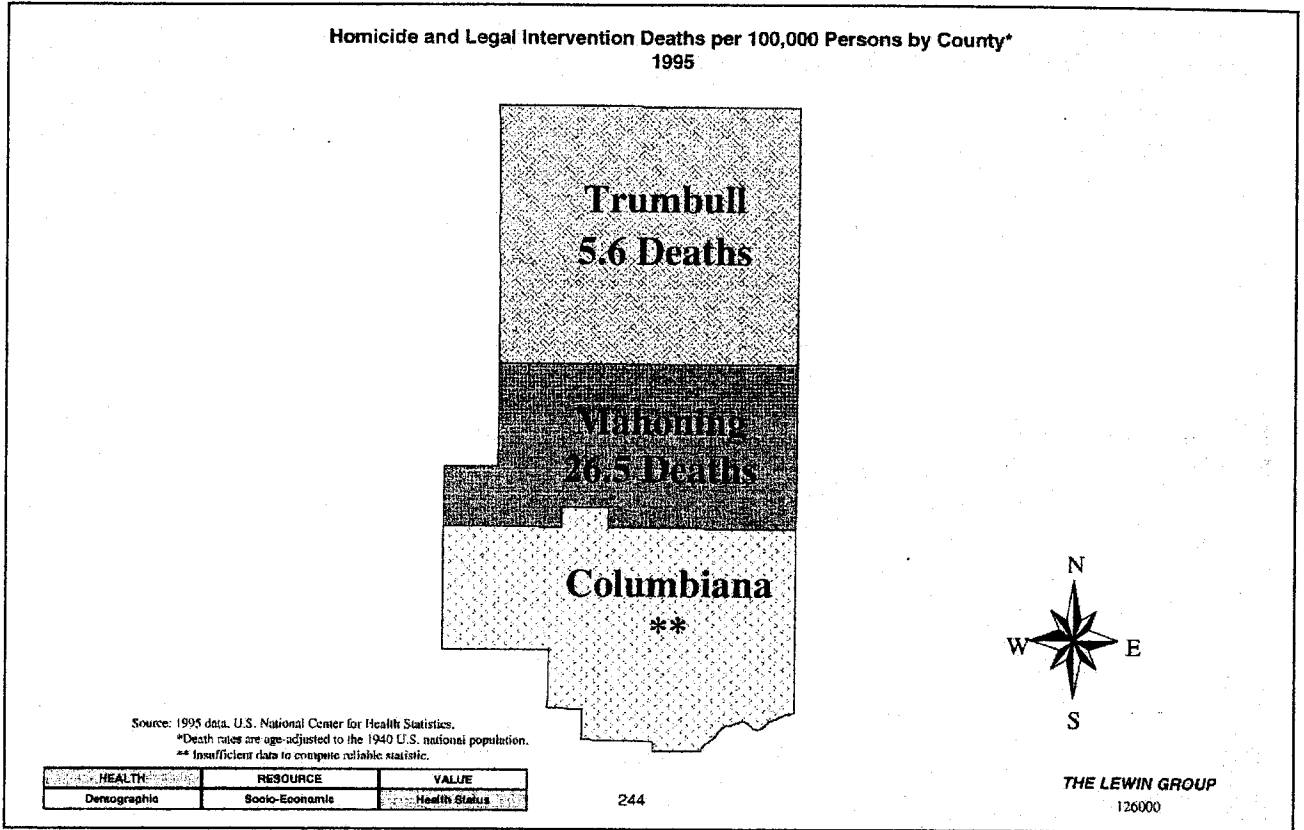 Homicide and Legal Intervention Deaths per 100,000 Persons by County*
1995
Trumbull
5.6 Deaths
Mahoning
26.5 Deaths
Columbiana
**
N
W E
S
Source: 1995 data, U.S. National Center for Health Statistics.
*Death rates are age-adjusted to the 1940 U.S. national population.
** Insufficient data to compute reliable statistic.
HEALTH RESOURCE VALUE
Demographic Socio-Economic Health Status
244
THE LEWIN GROUP
126000